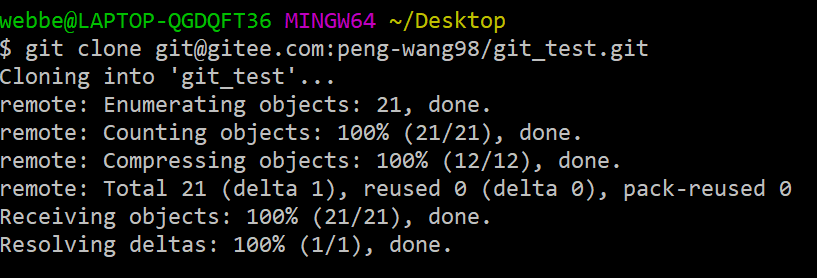 webbe@LAPTOP-QGDQFT36 MINGW64 ~/Desktop
$ git clone git@gitee.com:peng-wang98/git_test.git
Cloning into 'git_test'...
remote: Enumerating objects: 21, done.
remote: Counting objects: 100% (21/21), done.
remote: Compressing objects: 100% (12/12), done.
remote: Total 21 (delta 1), reused 0 (delta 0), pack-reused 0
Receiving objects: 100% (21/21), done.
Resolving deltas: 100% (1/1), done.